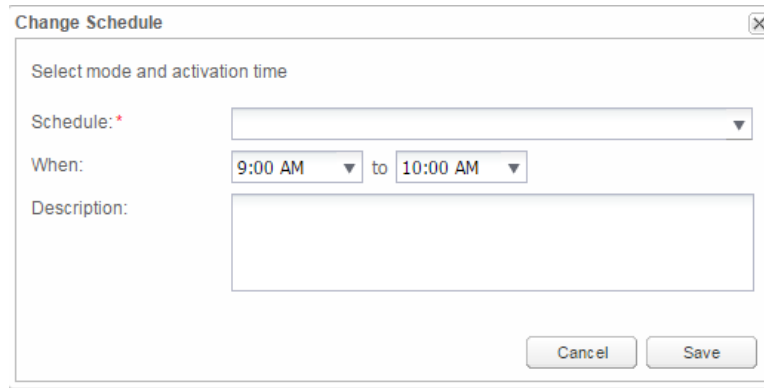 Change Schedule
Select mode and activation time
Schedule:*
When: 9:00 AM to 10:00 AM
Description:
Cancel Save